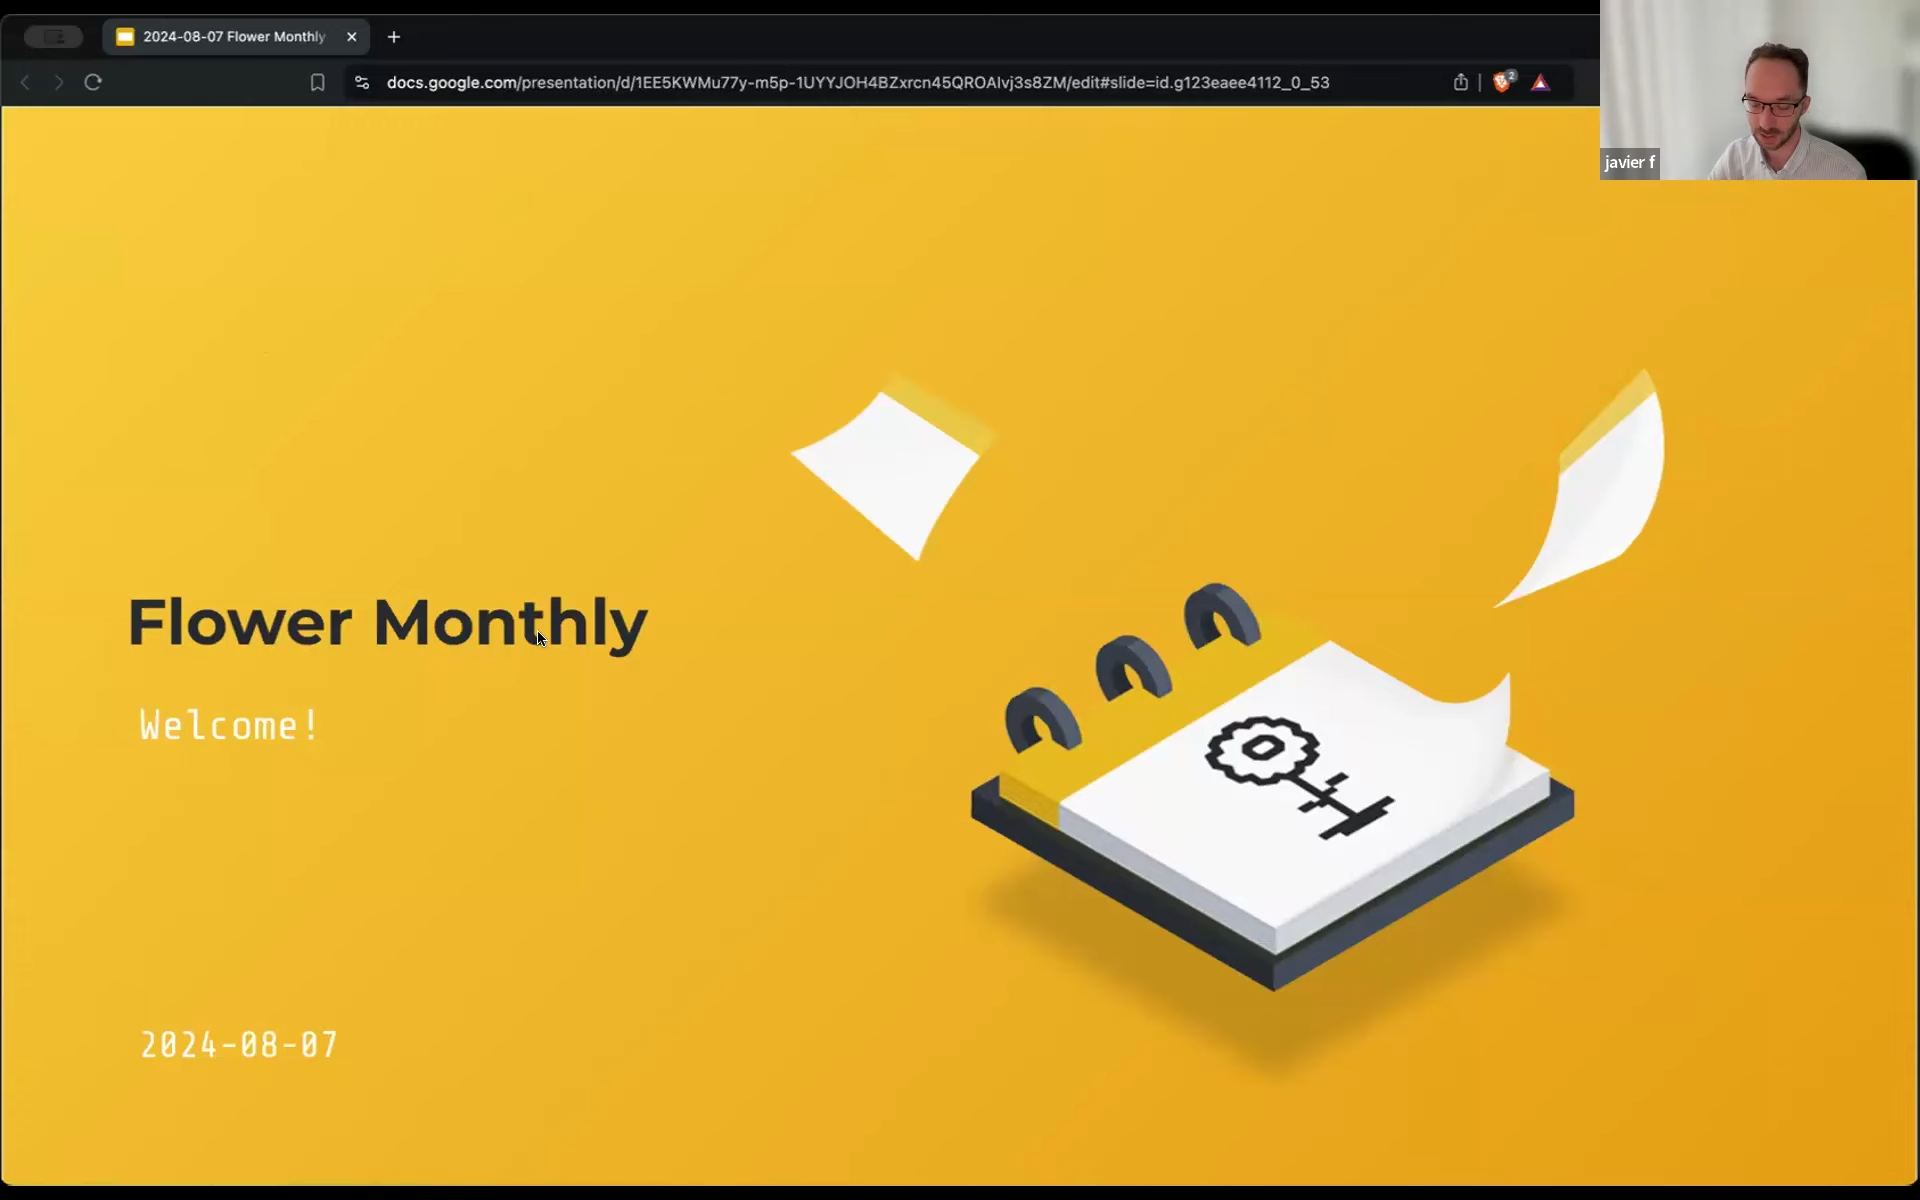 2024-08-07 Flower Monthly
docs.google.com/presentation/d/1EE5KWMu77y-m5p-1UYYJOH4BZxrcn45QROAIvj3s8ZM/edit#slide=id.g123eaee4112_0_53
2
javier f
Flower Monthly
Welcome!
2024-08-07